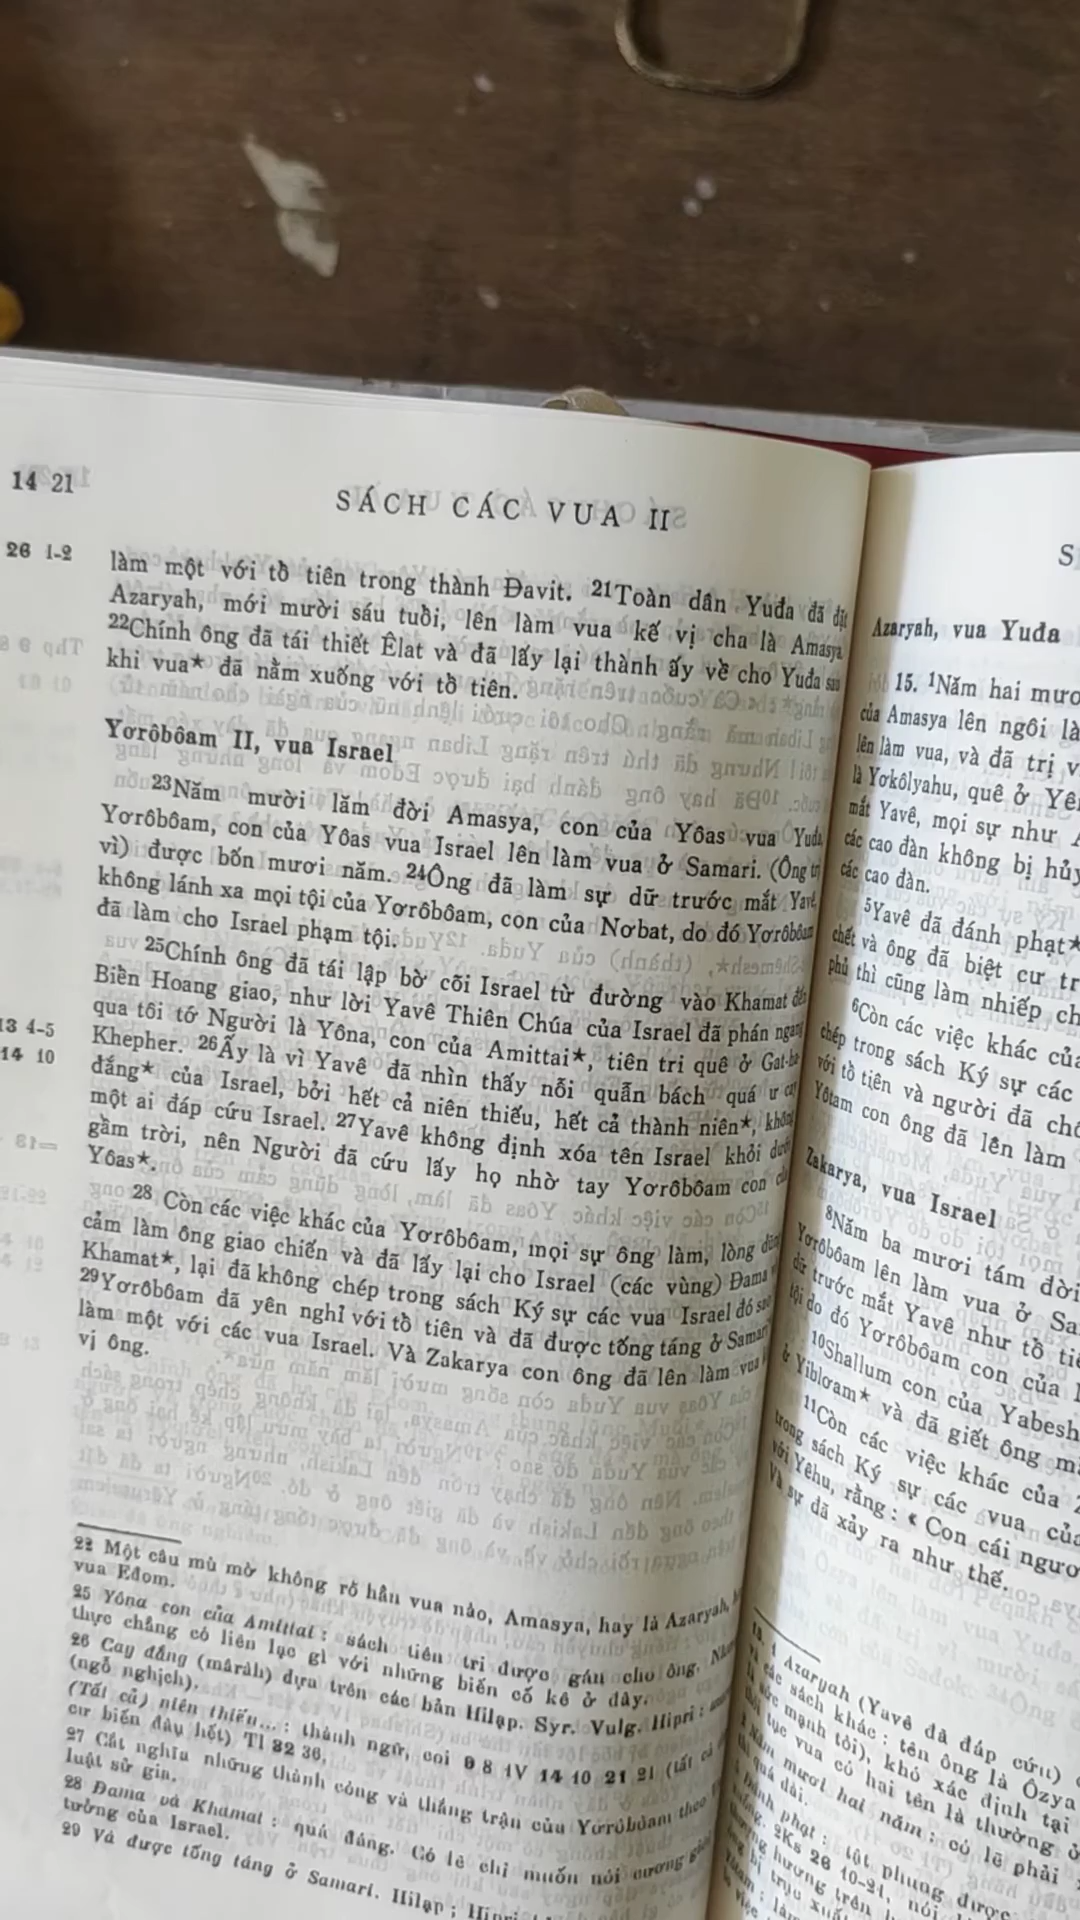 14 21
SÁCH CÁC VUA II
26 1-2
làm một với tổ tiên trong thành Đavit. 21Toàn dân Yuđa đã đặt
Azaryah, mới mười sáu tuổi, lên làm vua kế vị cha là Amasya
22Chính ông đã tái thiết Êlat và đã lấy lại thành ấy về cho Yuđa sau
khi vua* đã nằm xuống với tổ tiên.
Yơrôbôam II, vua Israel
23Năm mười lăm đời Amasya, con của Yôas vua Yuđa,
Yơrôbôam, con của Yôas vua Israel lên làm vua ở Samari. (Ông trị
vì) được bốn mươi năm. 24Ông đã làm sự dữ trước mắt Yavê,
không lánh xa mọi tội của Yơrôbôam, con của Nơbat, do đó Yơrôbôam
đã làm cho Israel phạm tội.
25Chính ông đã tái lập bờ cõi Israel từ đường vào Khamat đến
Biển Hoang giao, như lời Yavê Thiên Chúa của Israel đã phán ngang
qua tôi tớ Người là Yôna, con của Amittai*, tiên tri quê ở Gat-ha-
13 4-5
Khepher. 26Ấy là vì Yavê đã nhìn thấy nỗi quẫn bách quá ư cay
14 10
đắng* của Israel, bởi hết cả niên thiếu, hết cả thành niên*, không
một ai đáp cứu Israel. 27Yavê không định xóa tên Israel khỏi dưới
gầm trời, nên Người đã cứu lấy họ nhờ tay Yơrôbôam con của
Yôas*.
28 Còn các việc khác của Yơrôbôam, mọi sự ông làm, lòng dũng
cảm làm ông giao chiến và đã lấy lại cho Israel (các vùng) Đama
Khamat*, lại đã không chép trong sách Ký sự các vua Israel đó sao
29Yơrôbôam đã yên nghỉ với tổ tiên và đã được tống táng ở Samari
làm một với các vua Israel. Và Zakarya con ông đã lên làm vua
vị ông.
22 Một câu mù mờ không rõ hẳn vua nào, Amasya, hay là Azaryah,
vua Eđom.
25 Yôna con của Amittai : sách tiên tri được gán cho ông.
thực chẳng có liên lạc gì với những biến cố kể ở đây.
26 Cay đắng (mârâh) dựa trên các bản Hilạp. Syr. Vulg. Hipri :
(ngỗ nghịch).
(Tất cả) niên thiếu... : thành ngữ, coi 9 8 IV 14 10 21 21 (tất cả
cư biến đâu hết) Tl 32 36.
27 Cắt nghĩa những thành công và thắng trận của Yơrôbôam theo
luật sử gia.
28 Đama và Khamat : quá đáng. Có lẽ chỉ muốn nói cương giới
tưởng của Israel.
29 Và được tống táng ở Samari. Hilạp ; Hipri
S
Azaryah, vua Yuđa
15. 1Năm hai mươ
của Amasya lên ngôi là
lên làm vua, và đã trị v
là Yơkôlyahu, quê ở Yê
mắt Yavê, mọi sự như A
các cao đàn không bị hủy
các cao đàn.
5Yavê đã đánh phạt*
chết và ông đã biệt cư tr
phủ thì cũng làm nhiếp ch
6Còn các việc khác củ
chép trong sách Ký sự các
với tổ tiên và người đã ch
Yôtam con ông đã lên làm
Zakarya, vua Israel
8Năm ba mươi tám đời
Yơrôbôam lên làm vua ở Sa
dữ trước mắt Yavê như tổ tiê
tội do đó Yơrôbôam con của
10Shallum con của Yabesh
ở Yiblơam* và đã giết ông m
11Còn các việc khác của
trong sách Ký sự các vua củ
với Yêhu, rằng : « Con cái ngươ
Và sự đã xảy ra như thế.
15. 1 Azaryah (Yavê đã đáp cứu)
vì các sách khác : tên ông là Ôzya
là sức mạnh tôi), khó xác định tại
tục vua có hai tên là thường ở
2 Năm mươi hai năm : có lẽ phải
thì quá dài.
5 Đánh phạt : tật phung được
2Ks 26 10-21, nói
hương trên
bị trục xuất